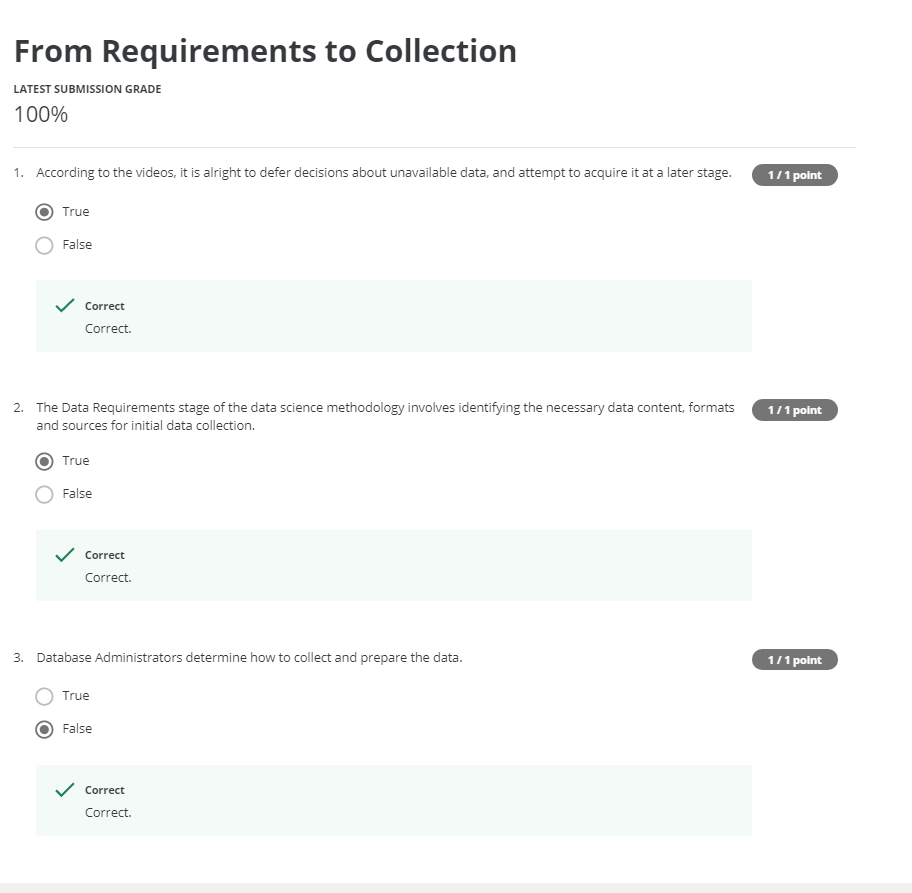 From Requirements to Collection
LATEST SUBMISSION GRADE
100%
1. According to the videos, it is alright to defer decisions about unavailable data, and attempt to acquire it at a later stage. 1 / 1 point
True
False
Correct
Correct.
2. The Data Requirements stage of the data science methodology involves identifying the necessary data content, formats 1 / 1 point
and sources for initial data collection.
True
False
Correct
Correct.
3. Database Administrators determine how to collect and prepare the data. 1 / 1 point
True
False
Correct
Correct.